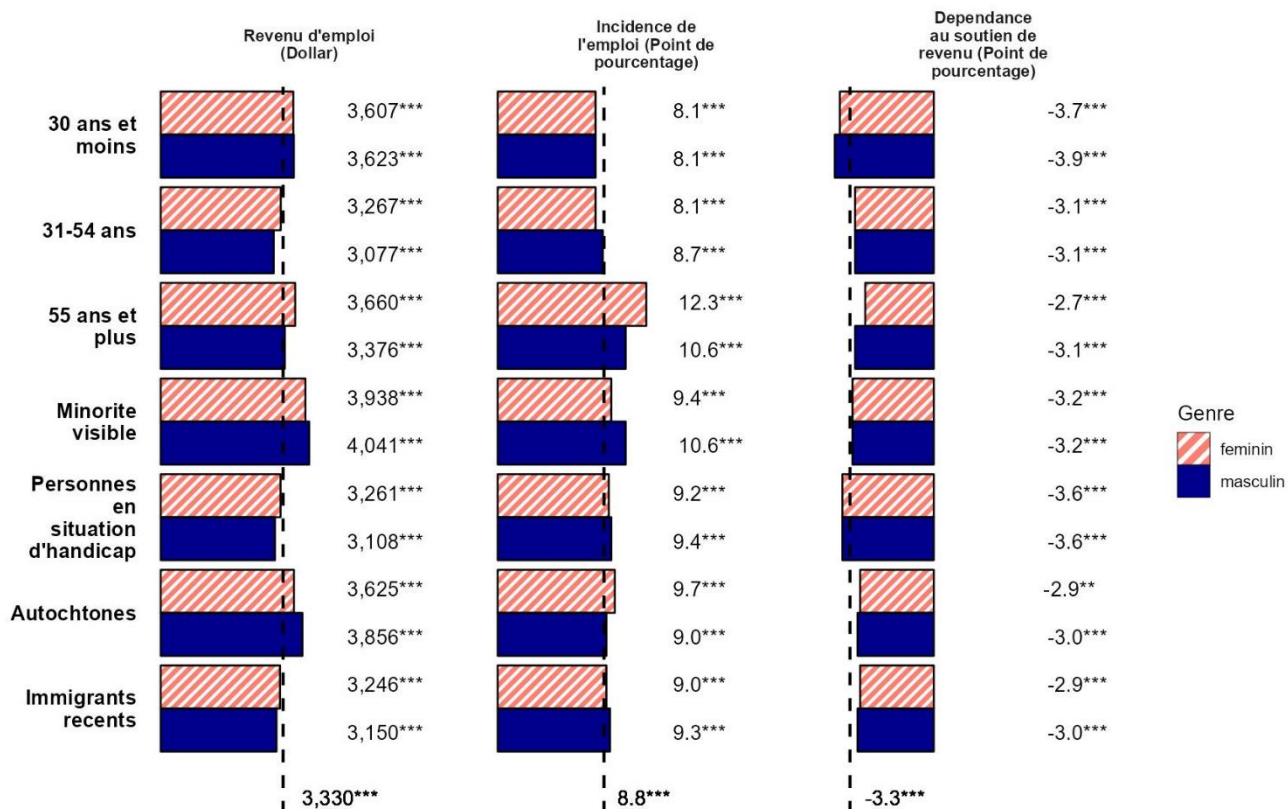 Revenu d'emploi
(Dollar)
Incidence de
l'emploi (Point de
pourcentage)
Dependance
au soutien de
revenu (Point de
pourcentage)
30 ans et
moins
3,607*** 8.1*** -3.7***
3,623*** 8.1*** -3.9***
31-54 ans
3,267*** 8.1*** -3.1***
3,077*** 8.7*** -3.1***
55 ans et
plus
3,660*** 12.3*** -2.7***
3,376*** 10.6*** -3.1***
Minorite
visible
3,938*** 9.4*** -3.2***
4,041*** 10.6*** -3.2***
Personnes
en
situation
d'handicap
3,261*** 9.2*** -3.6***
3,108*** 9.4*** -3.6***
Autochtones
3,625*** 9.7*** -2.9**
3,856*** 9.0*** -3.0***
Immigrants
recents
3,246*** 9.0*** -2.9***
3,150*** 9.3*** -3.0***
3,330*** 8.8*** -3.3***
Genre
feminin
masculin